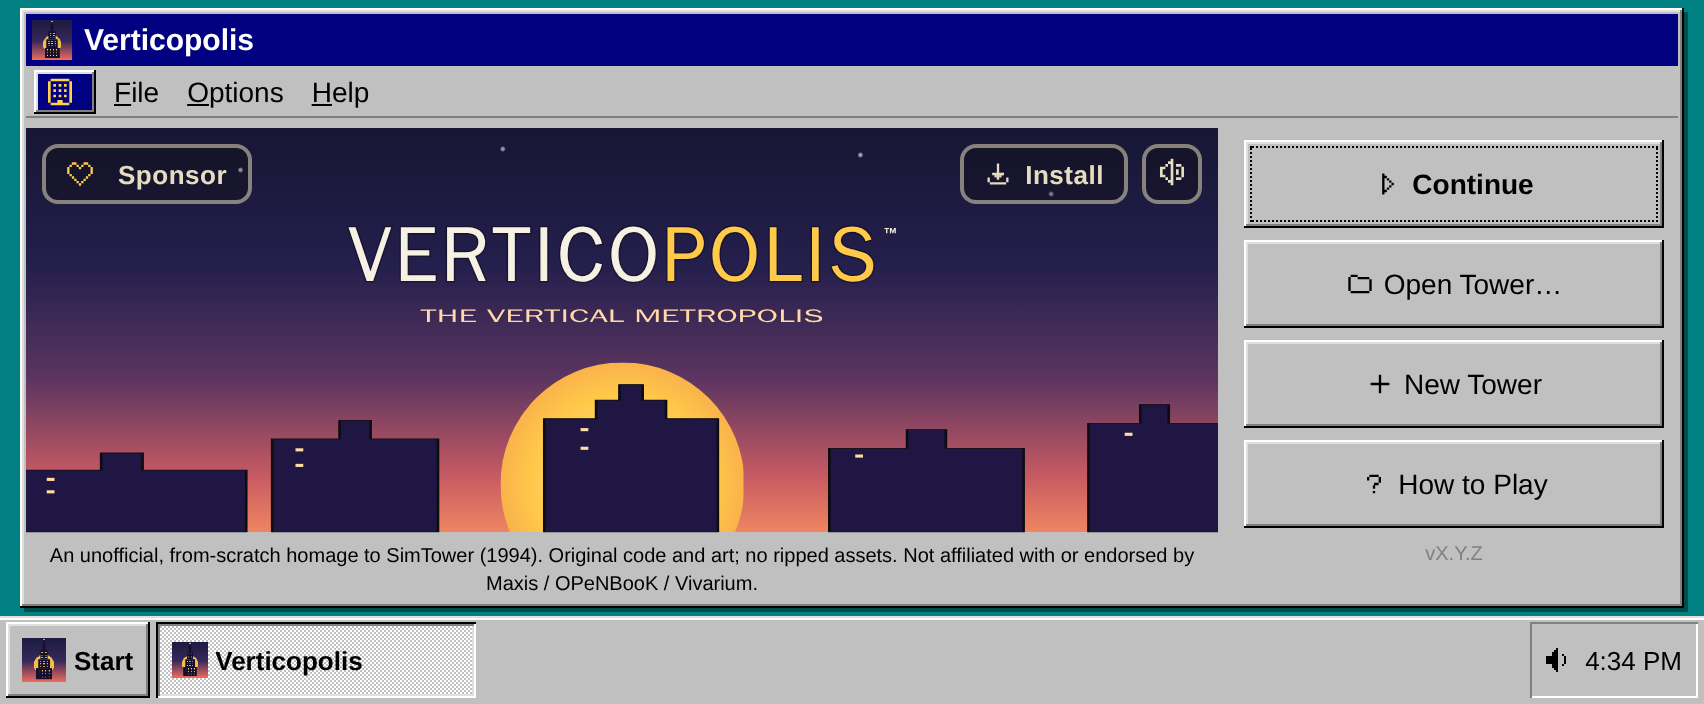 Verticopolis
File Options Help
Sponsor
Install
VERTICOPOLIS™
THE VERTICAL METROPOLIS
An unofficial, from-scratch homage to SimTower (1994). Original code and art; no ripped assets. Not affiliated with or endorsed by
Maxis / OPeNBooK / Vivarium.
Continue
Open Tower…
+ New Tower
? How to Play
vX.Y.Z
Start
Verticopolis
4:34 PM